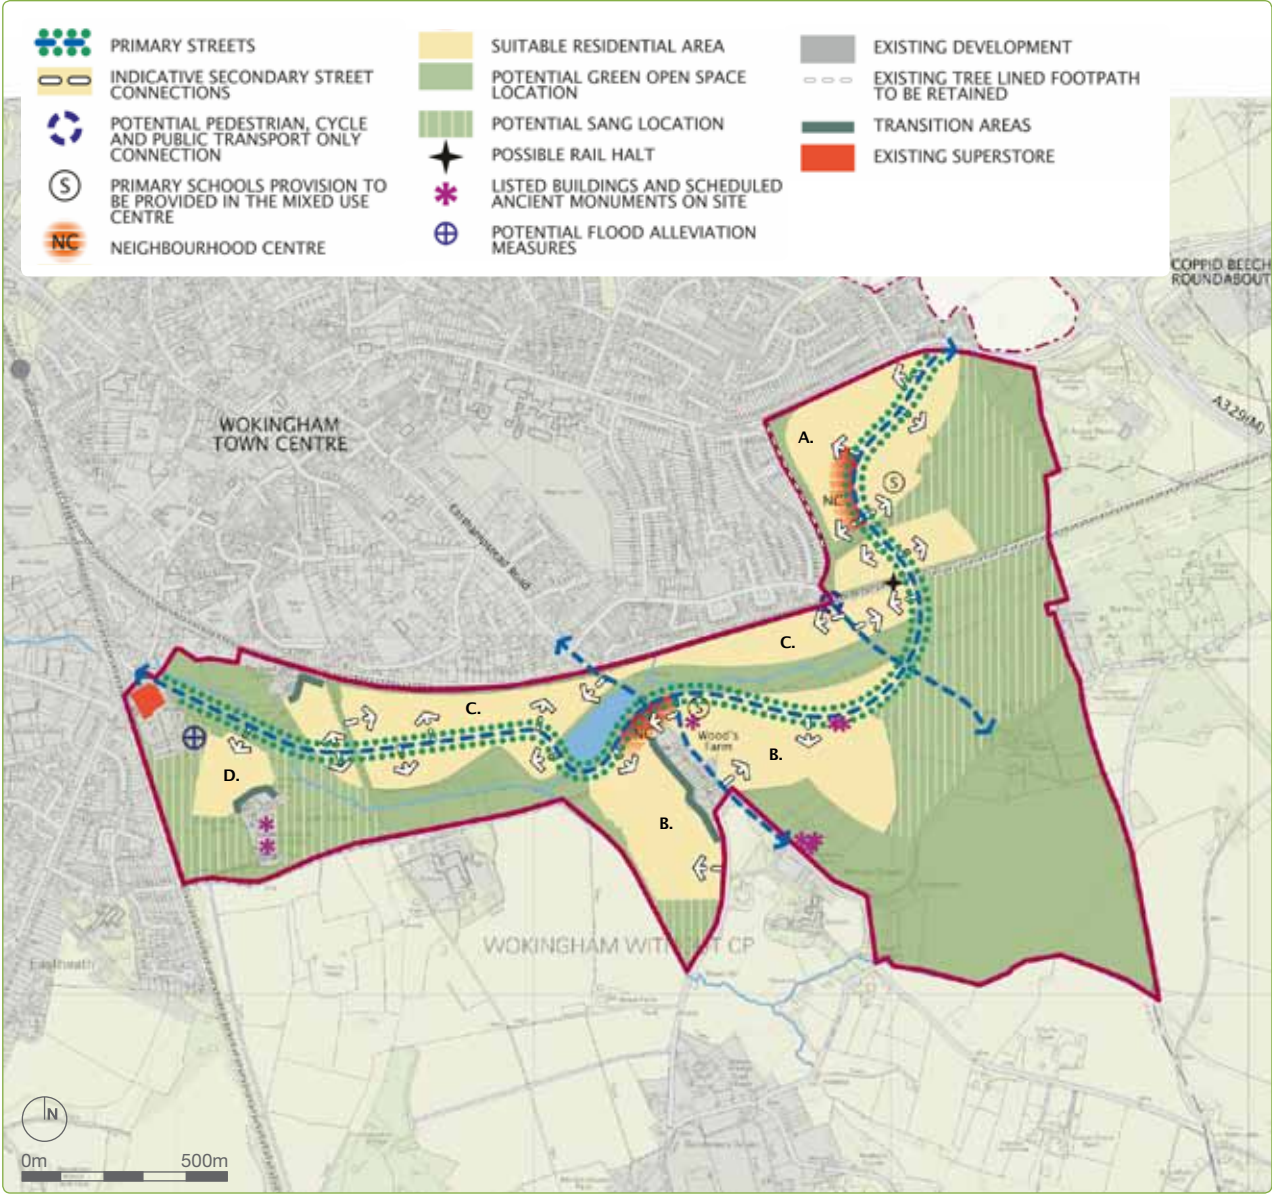 PRIMARY STREETS
INDICATIVE SECONDARY STREET
CONNECTIONS
POTENTIAL PEDESTRIAN, CYCLE
AND PUBLIC TRANSPORT ONLY
CONNECTION
S
PRIMARY SCHOOLS PROVISION TO
BE PROVIDED IN THE MIXED USE
CENTRE
NC
NEIGHBOURHOOD CENTRE
SUITABLE RESIDENTIAL AREA
POTENTIAL GREEN OPEN SPACE
LOCATION
POTENTIAL SANG LOCATION
POSSIBLE RAIL HALT
LISTED BUILDINGS AND SCHEDULED
ANCIENT MONUMENTS ON SITE
POTENTIAL FLOOD ALLEVIATION
MEASURES
EXISTING DEVELOPMENT
EXISTING TREE LINED FOOTPATH
TO BE RETAINED
TRANSITION AREAS
EXISTING SUPERSTORE
COPPID BEECH
ROUNDABOUT
A329(M)
WOKINGHAM
TOWN CENTRE
A.
S
NC
Easthampstead Road
C.
C.
S
NC
Wood's
Farm
B.
D.
B.
WOKINGHAM WITHOUT CP
Eastheath
N
0m
500m